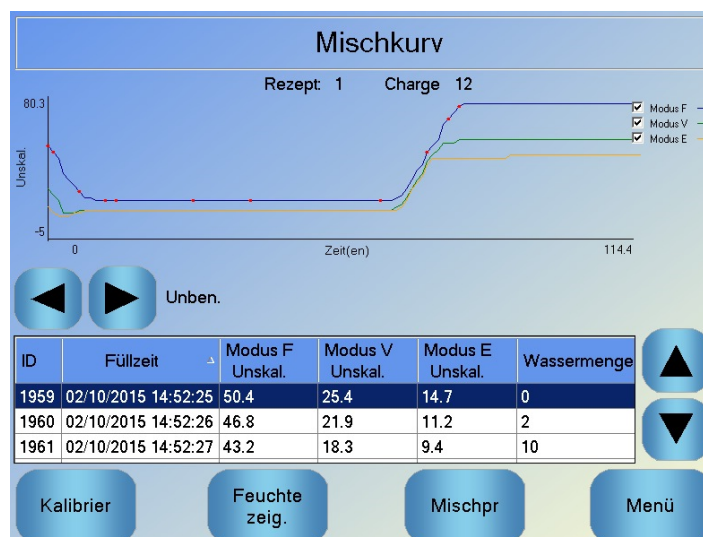 Mischkurv
Rezept: 1 Charge 12
80.3
Unskal.
-5
0
Zeit(en)
114.4
Modus F
Modus V
Modus E
Unben.
ID Füllzeit Modus F Unskal. Modus V Unskal. Modus E Unskal. Wassermenge
1959 02/10/2015 14:52:25 50.4 25.4 14.7 0
1960 02/10/2015 14:52:26 46.8 21.9 11.2 2
1961 02/10/2015 14:52:27 43.2 18.3 9.4 10
Kalibrier
Feuchte
zeig.
Mischpr
Menü